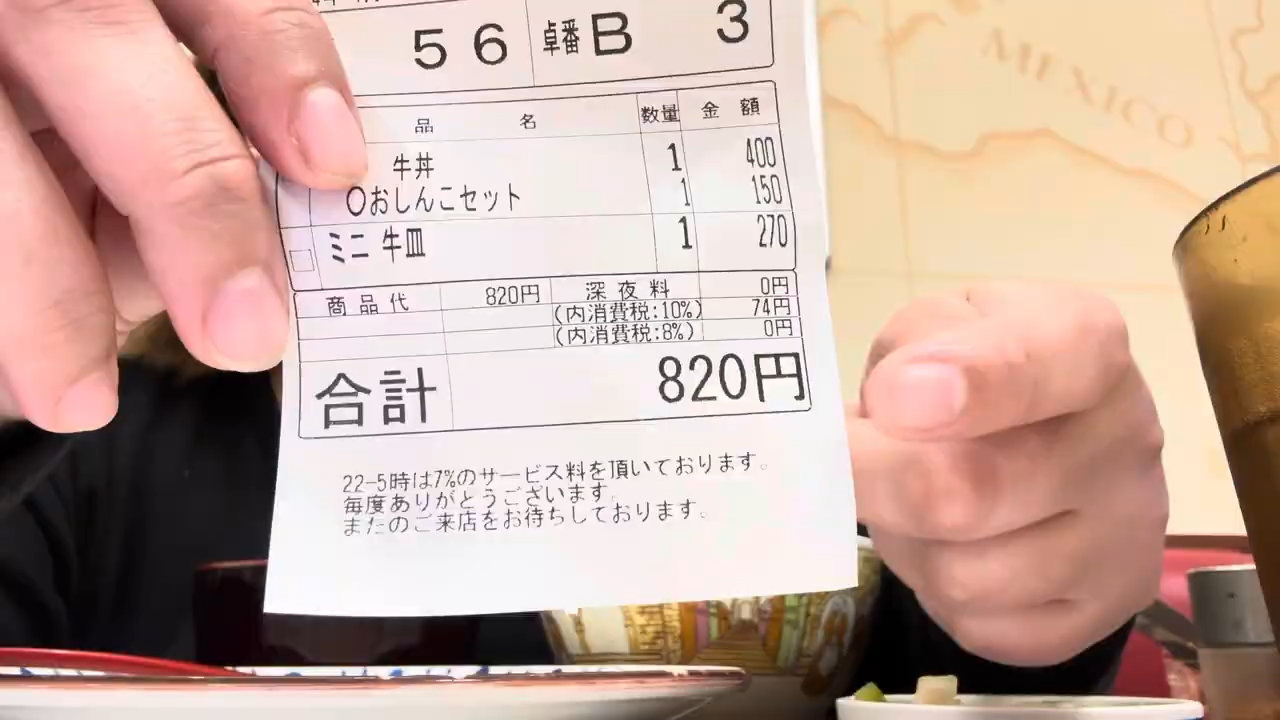 56 卓番 B 3
品名 数量 金額
牛丼 1 400
〇おしんこセット 1 150
ミニ 牛皿 1 270
商品代 820円 深夜料 0円
(内消費税:10%) 74円
(内消費税:8%) 0円
合計 820円
22-5時は7%のサービス料を頂いております。
毎度ありがとうございます。
またのご来店をお待ちしております。
MEXICO